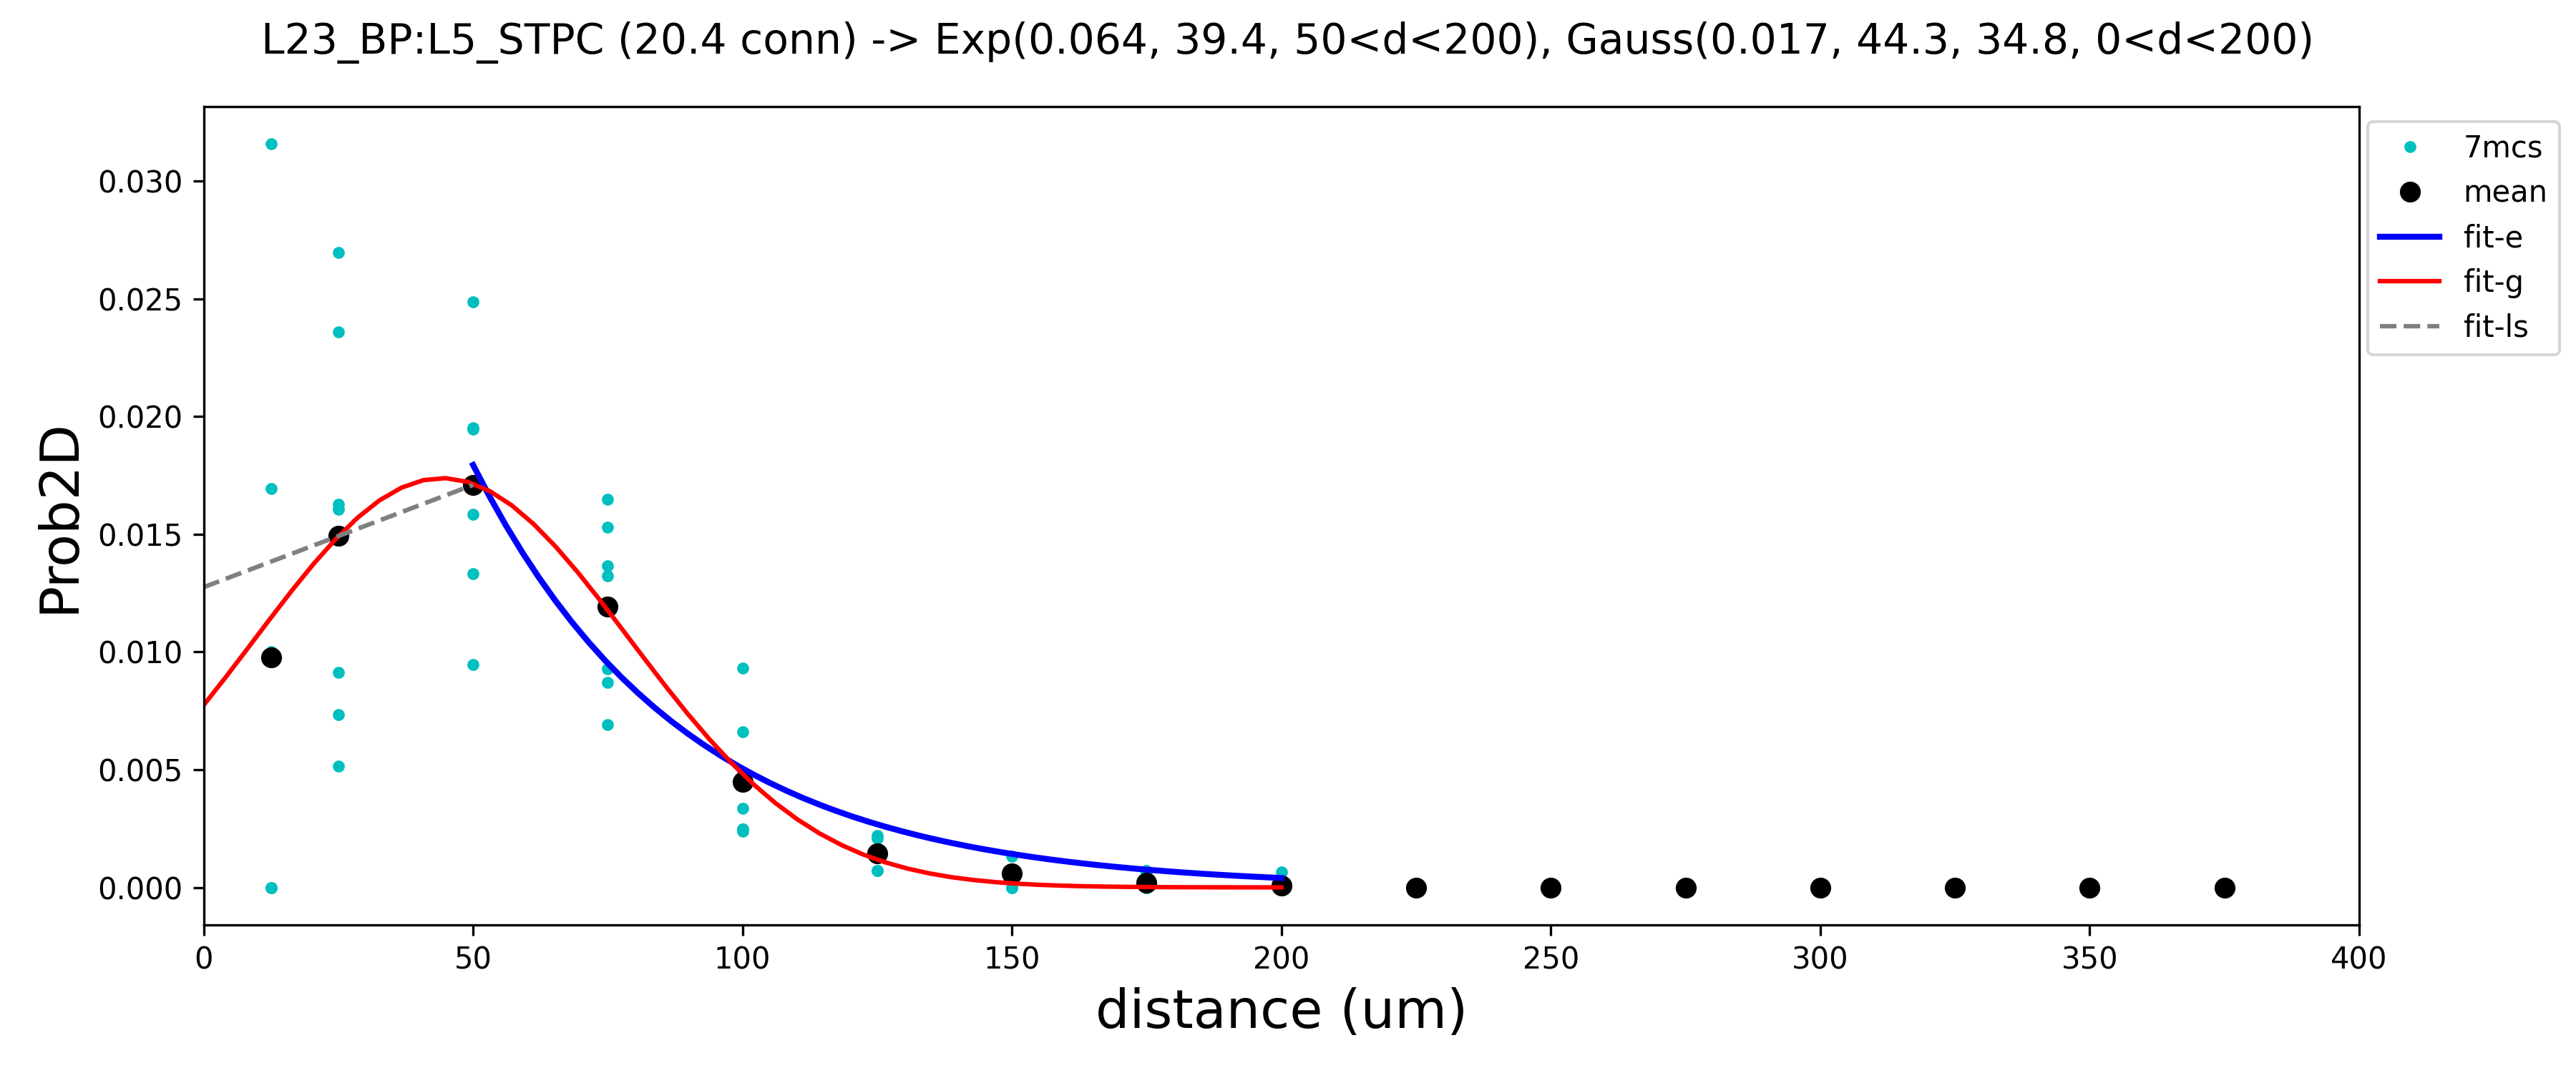 L23_BP:L5_STPC (20.4 conn) -> Exp(0.064, 39.4, 50<d<200), Gauss(0.017, 44.3, 34.8, 0<d<200)
7mcs
mean
fit-e
fit-g
fit-ls
Prob2D
0.030
0.025
0.020
0.015
0.010
0.005
0.000
0 50 100 150 200 250 300 350 400
distance (um)